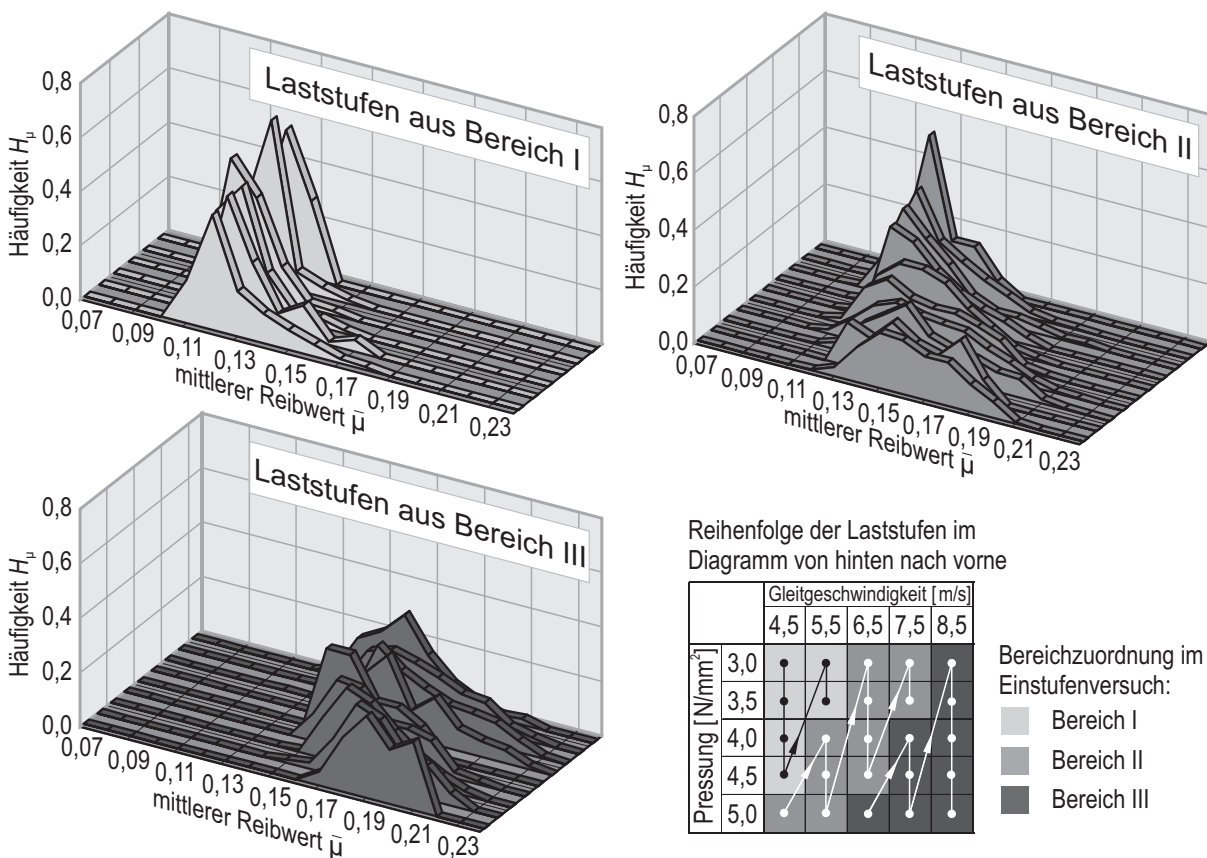 Laststufen aus Bereich I
Häufigkeit Hμ
0,8
0,6
0,4
0,2
0,0
0,07 0,09 0,11 0,13 0,15 0,17 0,19 0,21 0,23
mittlerer Reibwert μ̄
Laststufen aus Bereich II
Häufigkeit Hμ
0,8
0,6
0,4
0,2
0,0
0,07 0,09 0,11 0,13 0,15 0,17 0,19 0,21 0,23
mittlerer Reibwert μ̄
Laststufen aus Bereich III
Häufigkeit Hμ
0,8
0,6
0,4
0,2
0,0
0,07 0,09 0,11 0,13 0,15 0,17 0,19 0,21 0,23
mittlerer Reibwert μ̄
Reihenfolge der Laststufen im
Diagramm von hinten nach vorne
Gleitgeschwindigkeit [m/s]
4,5 5,5 6,5 7,5 8,5
Pressung [N/mm²]
3,0
3,5
4,0
4,5
5,0
Bereichzuordnung im
Einstufenversuch:
Bereich I
Bereich II
Bereich III